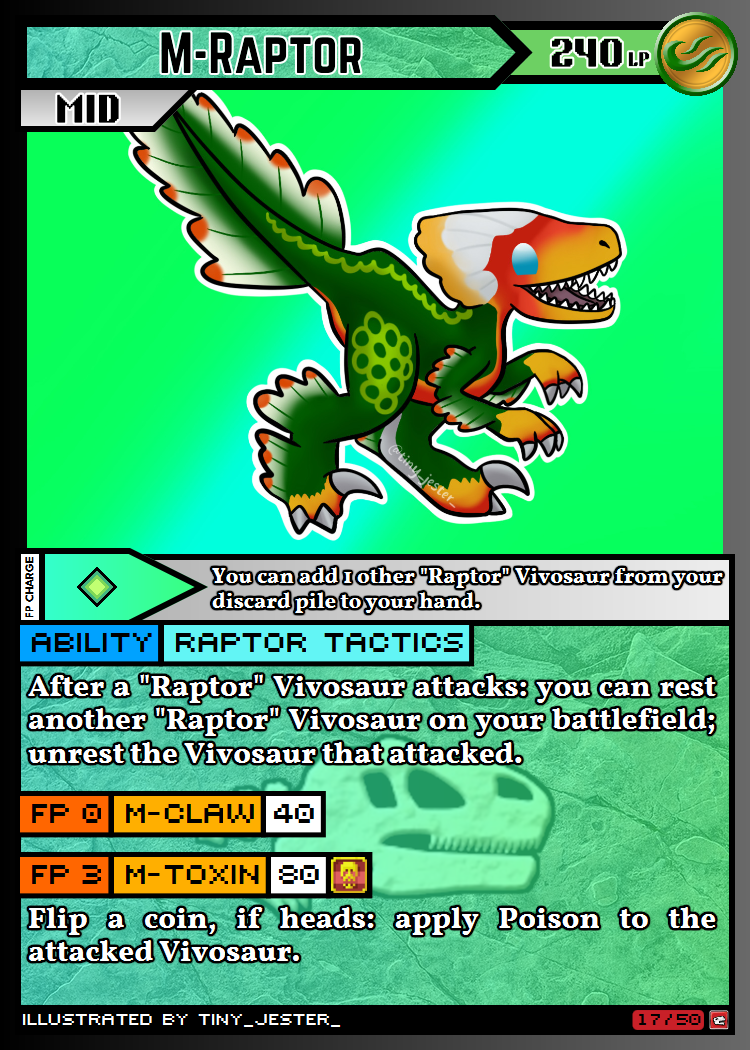 M-Raptor
240 LP
MID
@tiny_jester_
FP CHARGE
You can add 1 other "Raptor" Vivosaur from your
discard pile to your hand.
ABILITY RAPTOR TACTICS
After a "Raptor" Vivosaur attacks: you can rest
another "Raptor" Vivosaur on your battlefield;
unrest the Vivosaur that attacked.
FP 0 M-CLAW 40
FP 3 M-TOXIN 80
Flip a coin, if heads: apply Poison to the
attacked Vivosaur.
ILLUSTRATED BY TINY_JESTER_
17/50